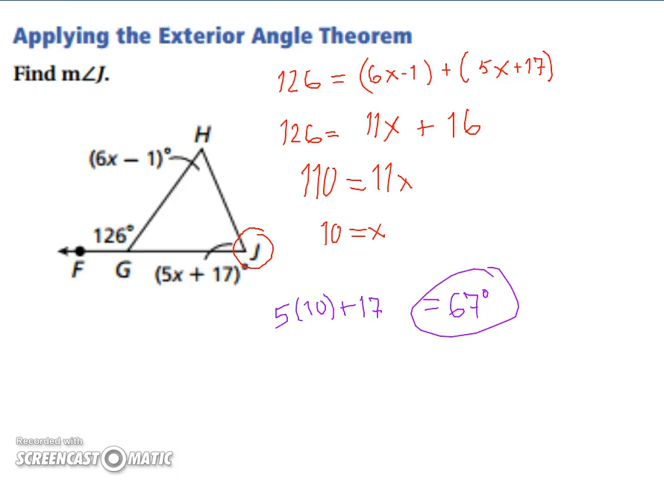 Applying the Exterior Angle Theorem
Find m∠J.
126 = (6x-1) + (5x+17)
126 = 11x + 16
110 = 11x
10 = x
H
(6x – 1)°
126°
J
F G (5x + 17)°
5(10)+17 = 67°
Recorded with
SCREENCAST-O-MATIC